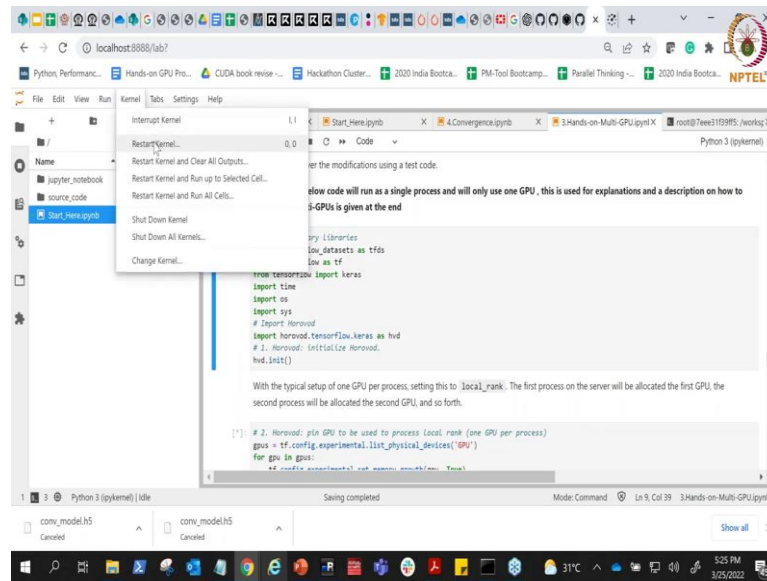 localhost:8888/lab?
NPTEL
Python, Performanc...
Hands-on GPU Pro...
CUDA book revise -...
Hackathon Cluster...
2020 India Bootca...
PM-Tool Bootcamp...
Parallel Thinking -...
2020 India Bootca...
File Edit View Run Kernel Tabs Settings Help
Interrupt Kernel I, I
Restart Kernel... 0, 0
Restart Kernel and Clear All Outputs...
Restart Kernel and Run up to Selected Cell...
Restart Kernel and Run All Cells...
Shut Down Kernel
Shut Down All Kernels...
Change Kernel...
Start_Here.ipynb X
4.Convergence.ipynb X
3.Hands-on-Multi-GPU.ipynb X
root@7eee31f39ff5: /worksp
Code
Python 3 (ipykernel)
/
Name
jupyter_notebook
source_code
Start_Here.ipynb
ver the modifications using a test code.
elow code will run as a single process and will only use one GPU , this is used for explanations and a description on how to
ti-GPUs is given at the end
ary libraries
low_datasets as tfds
low as tf
from tensorflow import keras
import time
import os
import sys
# Import Horovod
import horovod.tensorflow.keras as hvd
# 1. Horovod: initialize Horovod.
hvd.init()
With the typical setup of one GPU per process, setting this to local_rank . The first process on the server will be allocated the first GPU, the
second process will be allocated the second GPU, and so forth.
[*]: # 2. Horovod: pin GPU to be used to process local rank (one GPU per process)
gpus = tf.config.experimental.list_physical_devices('GPU')
for gpu in gpus:
tf.config.experimental.set_memory_growth(gpu, True)
1 3 Python 3 (ipykernel) | Idle
Saving completed
Mode: Command Ln 9, Col 39 3.Hands-on-Multi-GPU.ipyn
conv_model.h5
Canceled
conv_model.h5
Canceled
Show all
31°C
5:25 PM
3/25/2022